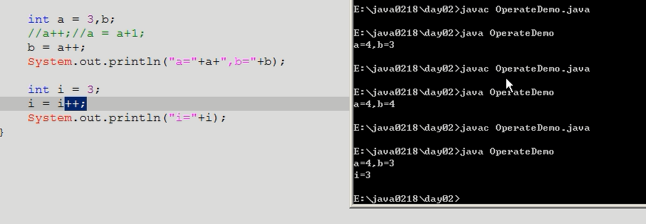 int a = 3,b;
//a++;//a = a+1;
b = a++;
System.out.println("a="+a+",b="+b);
int i = 3;
i = i++;
System.out.println("i="+i);
}
E:\java0218\day02>javac OperateDemo.java
E:\java0218\day02>java OperateDemo
a=4,b=3
E:\java0218\day02>javac OperateDemo.java
E:\java0218\day02>java OperateDemo
a=4,b=4
E:\java0218\day02>javac OperateDemo.java
E:\java0218\day02>java OperateDemo
a=4,b=3
i=3
E:\java0218\day02>